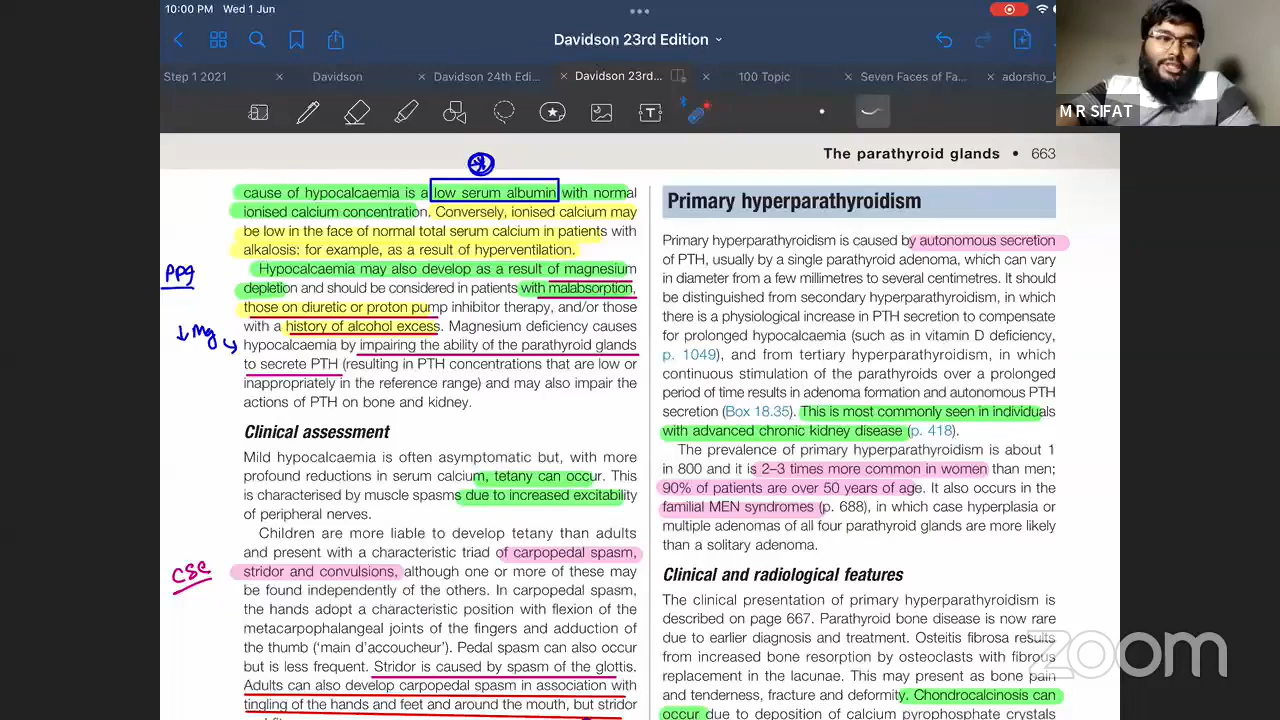 10:00 PM Wed 1 Jun
Davidson 23rd Edition
Step 1 2021
Davidson
Davidson 24th Edi...
Davidson 23rd...
100 Topic
Seven Faces of Fa...
adorsho_k
M R SIFAT
The parathyroid glands • 663
cause of hypocalcaemia is a low serum albumin with normal
ionised calcium concentration. Conversely, ionised calcium may
be low in the face of normal total serum calcium in patients with
alkalosis: for example, as a result of hyperventilation.
Hypocalcaemia may also develop as a result of magnesium
depletion and should be considered in patients with malabsorption,
those on diuretic or proton pump inhibitor therapy, and/or those
with a history of alcohol excess. Magnesium deficiency causes
hypocalcaemia by impairing the ability of the parathyroid glands
to secrete PTH (resulting in PTH concentrations that are low or
inappropriately in the reference range) and may also impair the
actions of PTH on bone and kidney.
↓Mg
Clinical assessment
Mild hypocalcaemia is often asymptomatic but, with more
profound reductions in serum calcium, tetany can occur. This
is characterised by muscle spasms due to increased excitability
of peripheral nerves.
Children are more liable to develop tetany than adults
and present with a characteristic triad of carpopedal spasm,
stridor and convulsions, although one or more of these may
be found independently of the others. In carpopedal spasm,
the hands adopt a characteristic position with flexion of the
metacarpophalangeal joints of the fingers and adduction of
the thumb (‘main d’accoucheur’). Pedal spasm can also occur
but is less frequent. Stridor is caused by spasm of the glottis.
Adults can also develop carpopedal spasm in association with
tingling of the hands and feet and around the mouth, but stridor
Primary hyperparathyroidism
Primary hyperparathyroidism is caused by autonomous secretion
of PTH, usually by a single parathyroid adenoma, which can vary
in diameter from a few millimetres to several centimetres. It should
be distinguished from secondary hyperparathyroidism, in which
there is a physiological increase in PTH secretion to compensate
for prolonged hypocalcaemia (such as in vitamin D deficiency,
p. 1049), and from tertiary hyperparathyroidism, in which
continuous stimulation of the parathyroids over a prolonged
period of time results in adenoma formation and autonomous PTH
secretion (Box 18.35). This is most commonly seen in individuals
with advanced chronic kidney disease (p. 418).
The prevalence of primary hyperparathyroidism is about 1
in 800 and it is 2–3 times more common in women than men;
90% of patients are over 50 years of age. It also occurs in the
familial MEN syndromes (p. 688), in which case hyperplasia or
multiple adenomas of all four parathyroid glands are more likely
than a solitary adenoma.
Clinical and radiological features
The clinical presentation of primary hyperparathyroidism is
described on page 667. Parathyroid bone disease is now rare
due to earlier diagnosis and treatment. Osteitis fibrosa results
from increased bone resorption by osteoclasts with fibrous
replacement in the lacunae. This may present as bone pain
and tenderness, fracture and deformity. Chondrocalcinosis can
occur due to deposition of calcium pyrophosphate crystals
zoom